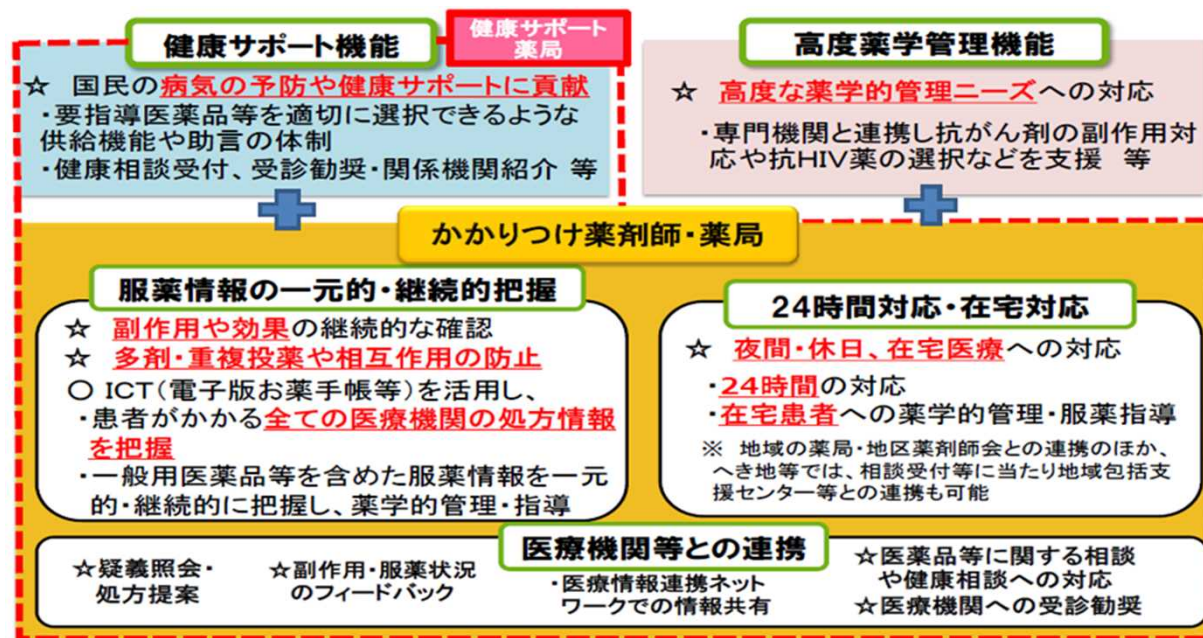 健康サポート機能
健康サポート
薬局
☆ 国民の病気の予防や健康サポートに貢献
・要指導医薬品等を適切に選択できるような
供給機能や助言の体制
・健康相談受付、受診勧奨・関係機関紹介 等
高度薬学管理機能
☆ 高度な薬学的管理ニーズへの対応
・専門機関と連携し抗がん剤の副作用対
応や抗HIV薬の選択などを支援 等
かかりつけ薬剤師・薬局
服薬情報の一元的・継続的把握
☆ 副作用や効果の継続的な確認
☆ 多剤・重複投薬や相互作用の防止
○ ICT(電子版お薬手帳等)を活用し、
・患者がかかる全ての医療機関の処方情報
を把握
・一般用医薬品等を含めた服薬情報を一元
的・継続的に把握し、薬学的管理・指導
24時間対応・在宅対応
☆ 夜間・休日、在宅医療への対応
・24時間の対応
・在宅患者への薬学的管理・服薬指導
※ 地域の薬局・地区薬剤師会との連携のほか、
へき地等では、相談受付等に当たり地域包括支
援センター等との連携も可能
医療機関等との連携
☆疑義照会・
処方提案
☆副作用・服薬状況
のフィードバック
・医療情報連携ネット
ワークでの情報共有
☆医薬品等に関する相談
や健康相談への対応
☆医療機関への受診勧奨